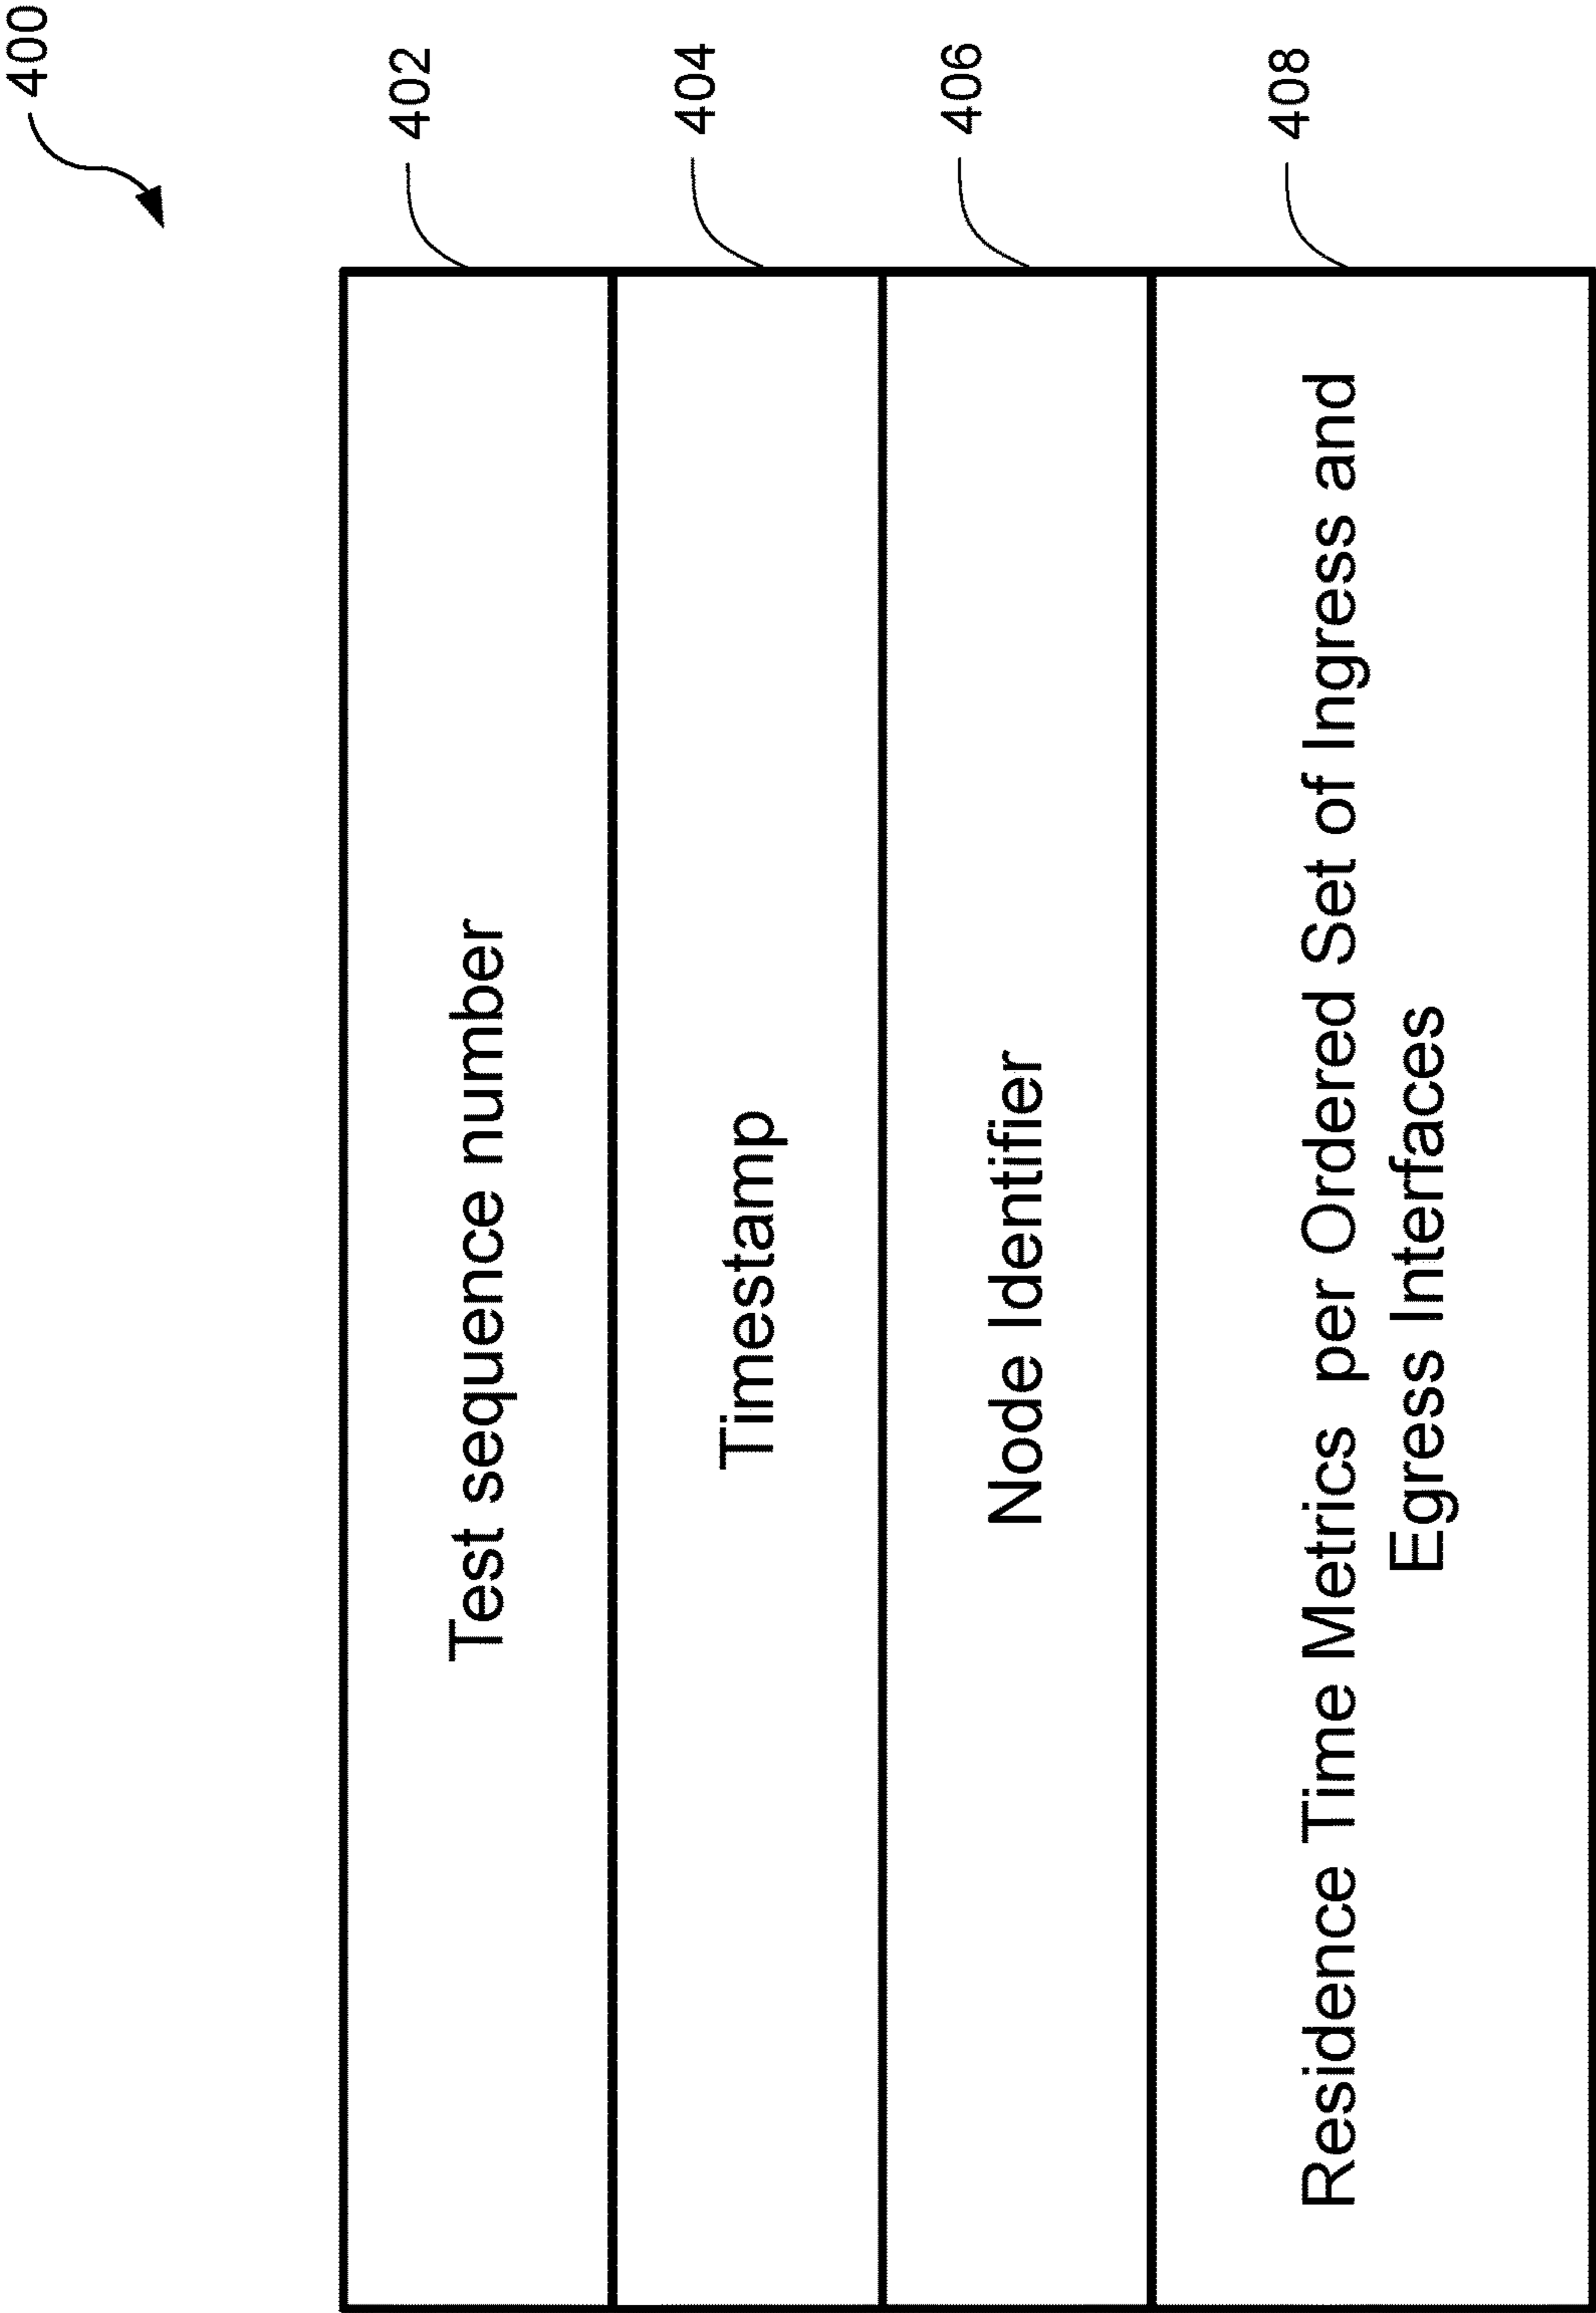 400
Test sequence number
402
Timestamp
404
Node Identifier
406
Residence Time Metrics per Ordered Set of Ingress and
Egress Interfaces
408